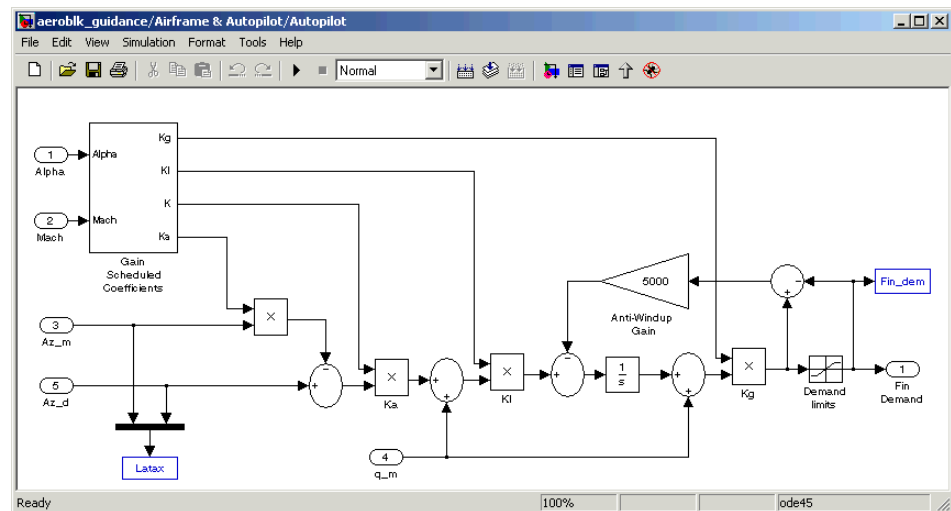 aeroblk_guidance/Airframe & Autopilot/Autopilot
File Edit View Simulation Format Tools Help
Normal
1
Alpha
2
Mach
Alpha
Mach
Kg
KI
K
Ka
Gain
Scheduled
Coefficients
3
Az_m
5
Az_d
×
Latax
−
+
×
Ka
+
+
4
q_m
×
KI
−
+
1
s
+
+
5000
Anti-Windup
Gain
×
Kg
−
+
Demand
limits
Fin_dem
1
Fin
Demand
Ready
100%
ode45